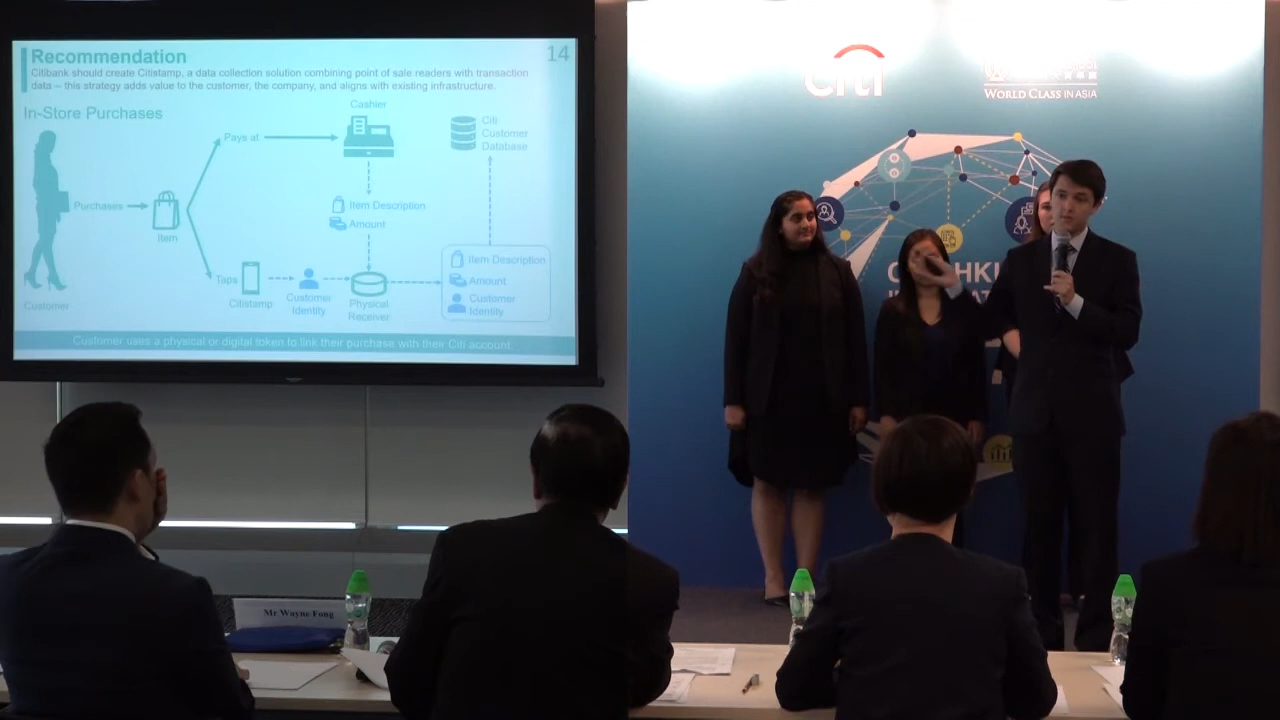 Recommendation
14
Citibank should create Citistamp, a data collection solution combining point of sale readers with transaction
data – this strategy adds value to the customer, the company, and aligns with existing infrastructure.
In-Store Purchases
Cashier
Pays at
Citi
Customer
Database
Purchases
Item
Item Description
Amount
Taps
Citistamp
Customer
Identity
Physical
Receiver
Item Description
Amount
Customer
Identity
Customer
Customer uses a physical or digital token to link their purchase with their Citi account.
citi
WORLD CLASS IN ASIA
Mr Wayne Fong